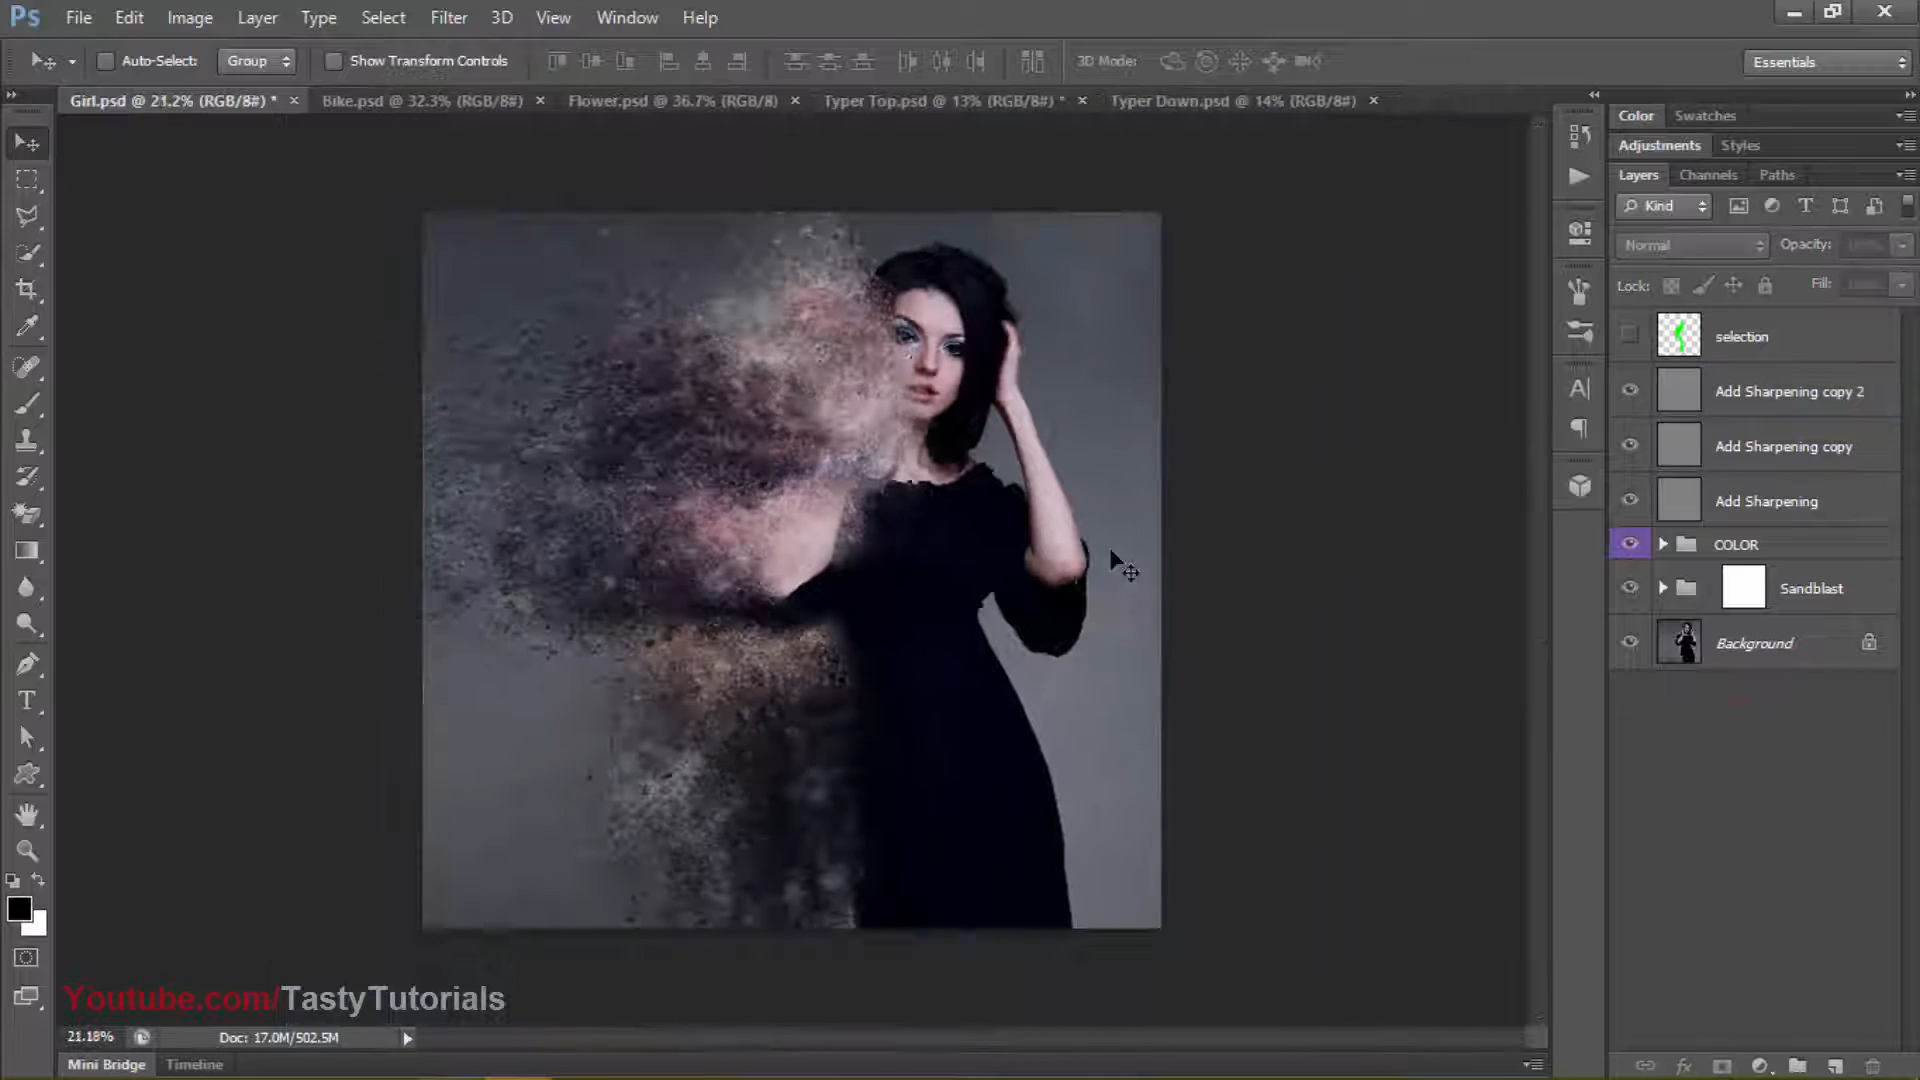 Ps File Edit Image Layer Type Select Filter 3D View Window Help
Auto-Select: Group Show Transform Controls 3D Mode: Essentials
Girl.psd @ 21.2% (RGB/8#) * Bike.psd @ 32.3% (RGB/8#) Flower.psd @ 36.7% (RGB/8) Typer Top.psd @ 13% (RGB/8#) * Typer Down.psd @ 14% (RGB/8#)
Color Swatches
Adjustments Styles
Layers Channels Paths
Kind
Normal Opacity:
Lock: Fill:
selection
Add Sharpening copy 2
Add Sharpening copy
Add Sharpening
COLOR
Sandblast
Background
Youtube.com/TastyTutorials
21.18% Doc: 17.0M/502.5M
Mini Bridge Timeline